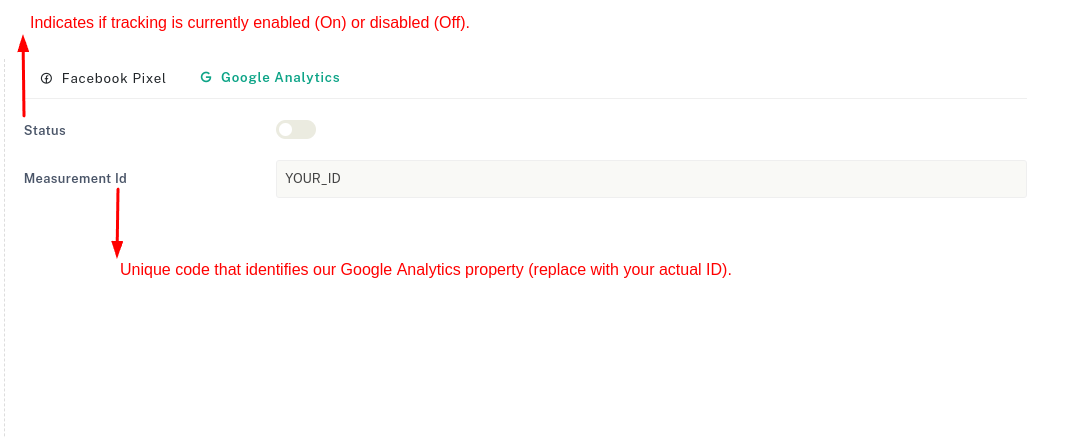 Indicates if tracking is currently enabled (On) or disabled (Off).
Facebook Pixel Google Analytics
Status
Measurement Id YOUR_ID
Unique code that identifies our Google Analytics property (replace with your actual ID).